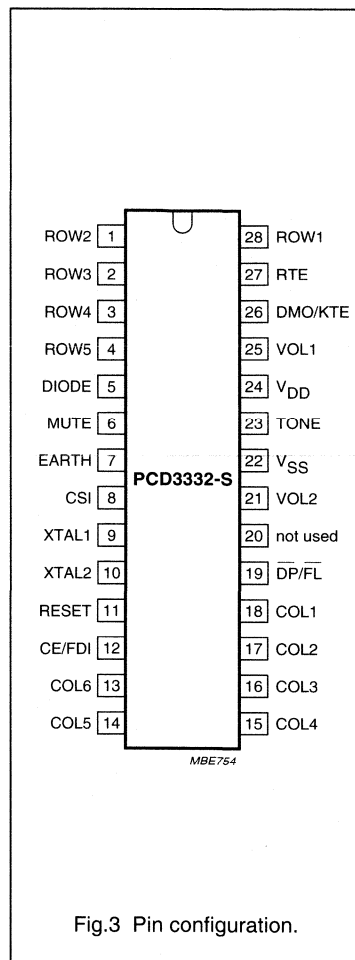 ROW2 1 28 ROW1
ROW3 2 27 RTE
ROW4 3 26 DMO/KTE
ROW5 4 25 VOL1
DIODE 5 24 VDD
MUTE 6 23 TONE
EARTH 7 22 VSS
PCD3332-S
CSI 8 21 VOL2
XTAL1 9 20 not used
XTAL2 10 19 D̅P̅/F̅L̅
RESET 11 18 COL1
CE/FDI 12 17 COL2
COL6 13 16 COL3
COL5 14 15 COL4
MBE754
Fig.3 Pin configuration.